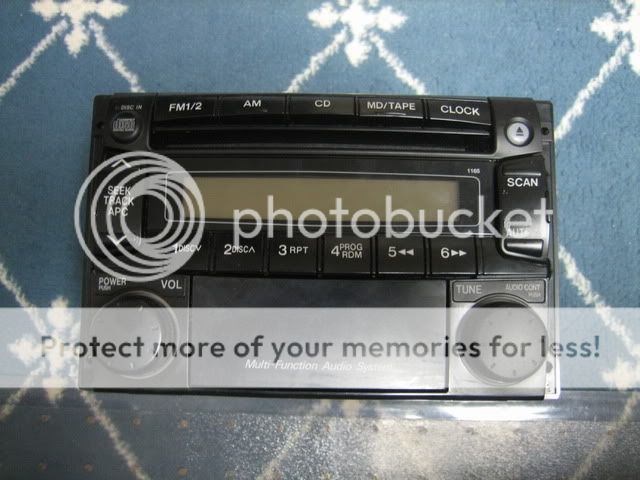 DISC IN
FM1/2 AM CD MD/TAPE CLOCK
1165
SEEK
TRACK
APC
SCAN
AUTO
photobucket
1DISC∨ 2DISC∧ 3 RPT 4 PROG RDM 5◀◀ 6▶▶
POWER
PUSH
VOL
TUNE
AUDIO CONT
PUSH
Protect more of your memories for less!
Multi Function Audio System